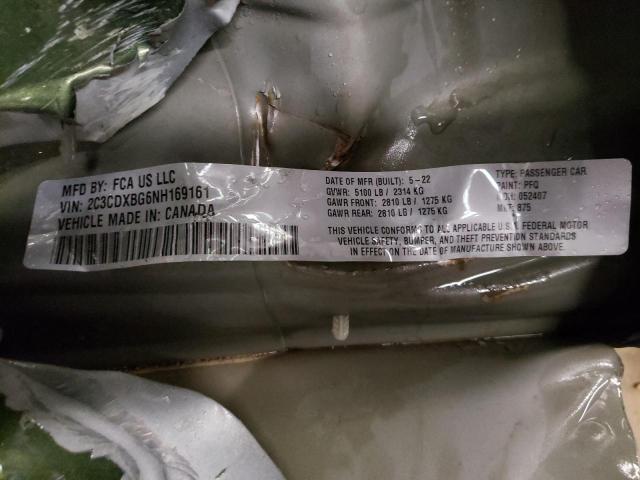 MFD BY: FCA US LLC
VIN: 2C3CDXBG6NH169161
VEHICLE MADE IN: CANADA
DATE OF MFR (BUILT): 5-22
GVWR: 5100 LB / 2314 KG
GAWR FRONT: 2810 LB / 1275 KG
GAWR REAR: 2810 LB / 1275 KG
TYPE: PASSENGER CAR
PAINT: PFQ
052407
875
THIS VEHICLE CONFORMS TO ALL APPLICABLE U.S. FEDERAL MOTOR
VEHICLE SAFETY, BUMPER, AND THEFT PREVENTION STANDARDS
IN EFFECT ON THE DATE OF MANUFACTURE SHOWN ABOVE.